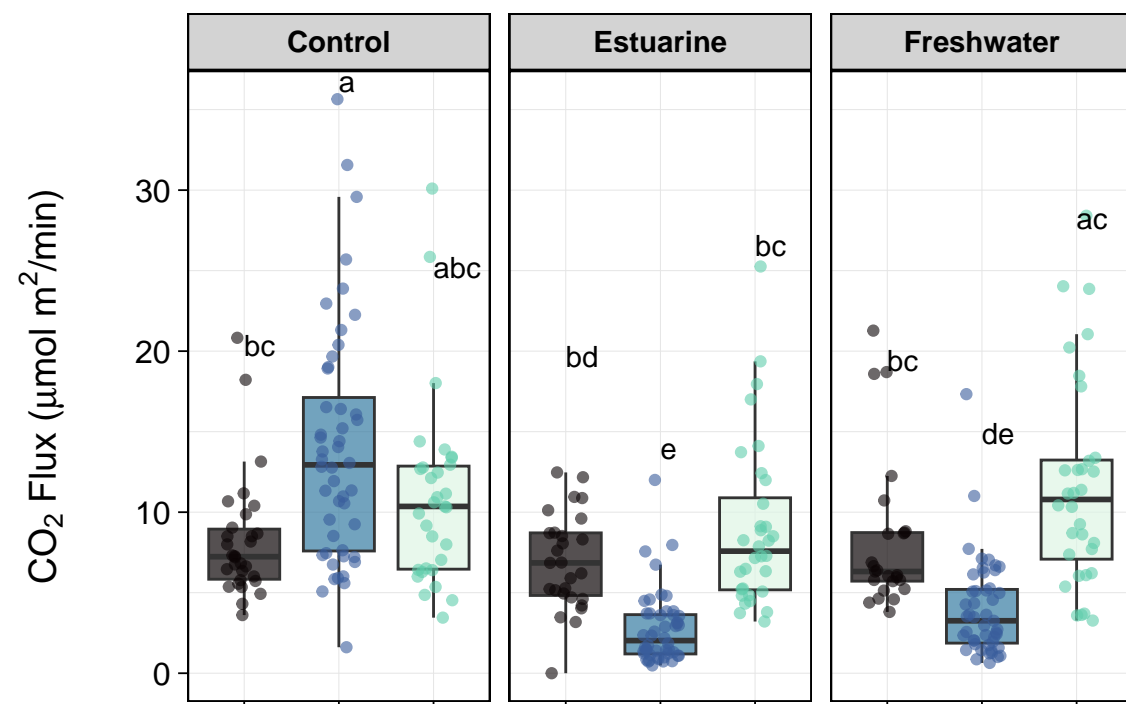 Control Estuarine Freshwater
CO₂ Flux (μmol m²/min)
30
20
10
0
a
abc
bc
bc
bd
e
ac
bc
de